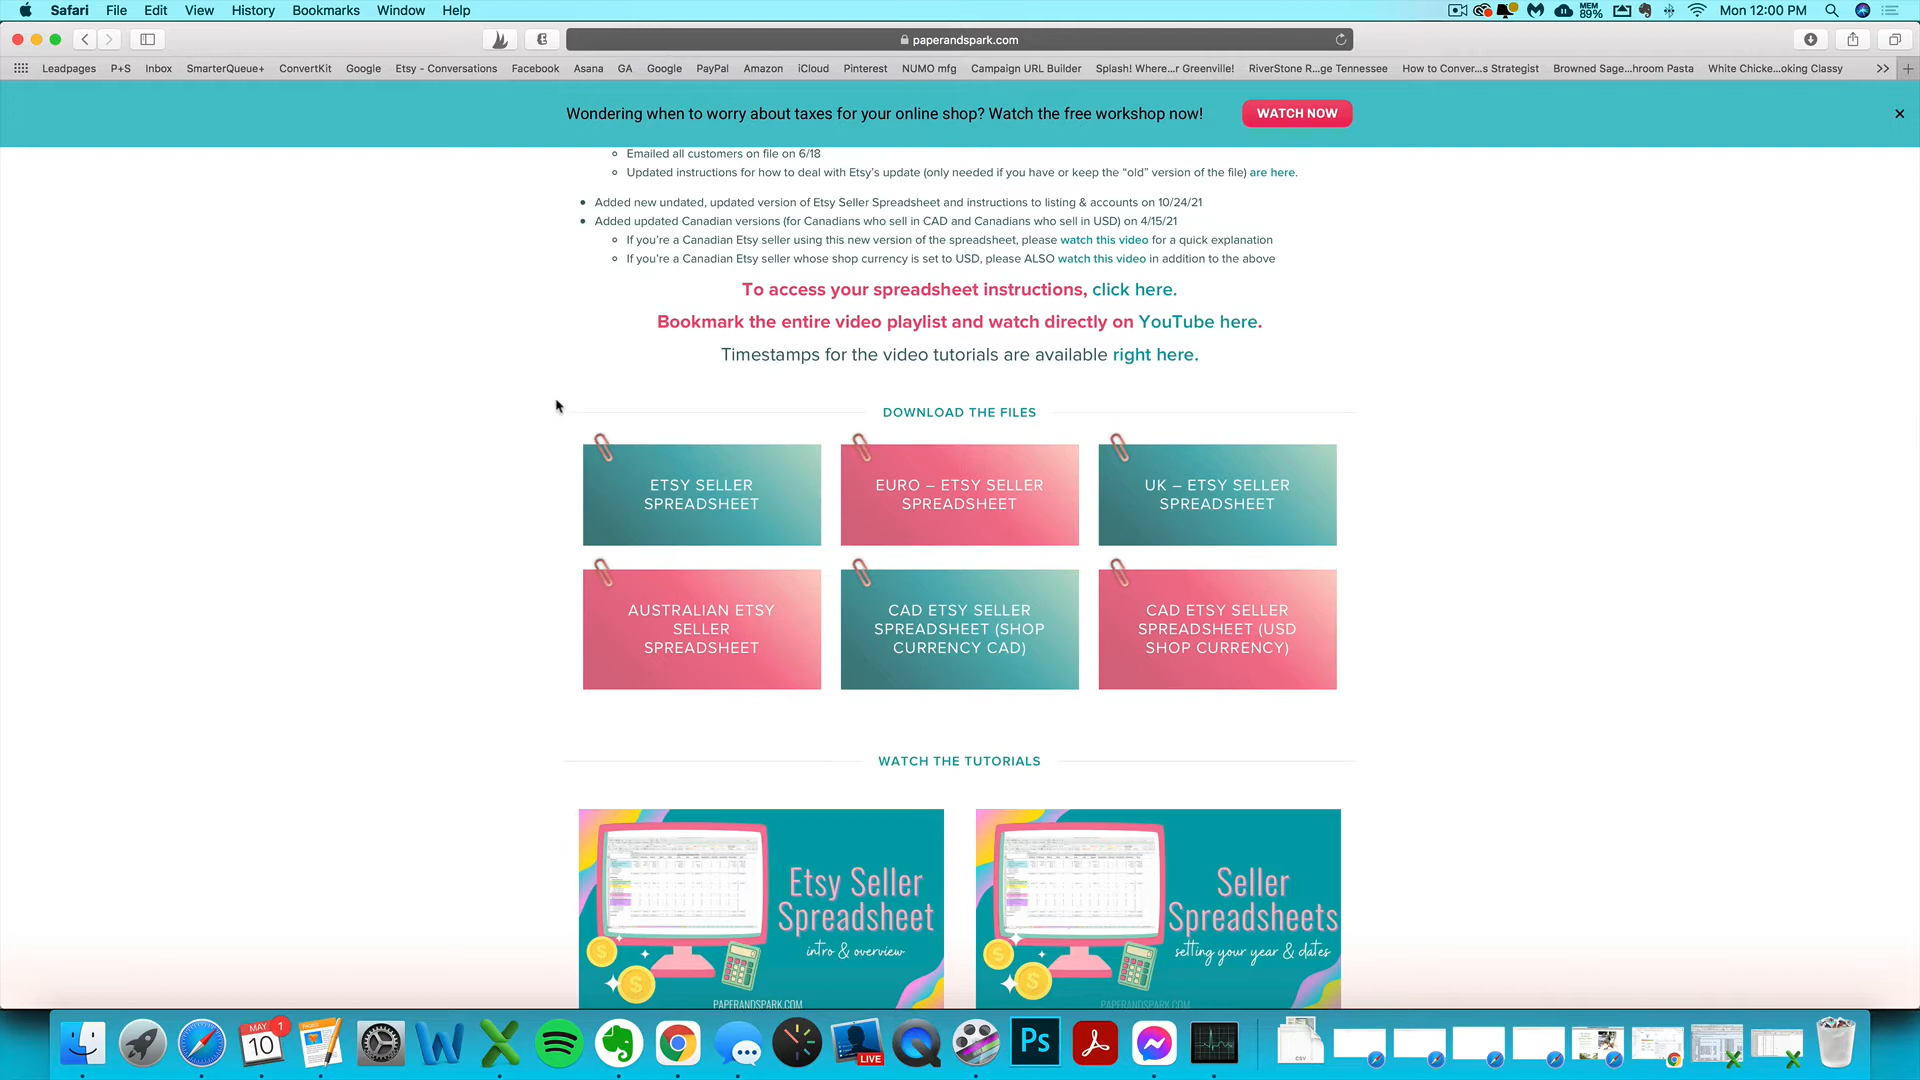 Safari File Edit View History Bookmarks Window Help
MEM 89% Mon 12:00 PM
paperandspark.com
Leadpages P+S Inbox SmarterQueue+ ConvertKit Google Etsy - Conversations Facebook Asana GA Google PayPal Amazon iCloud Pinterest NUMO mfg Campaign URL Builder Splash! Where...r Greenville! RiverStone R...ge Tennessee How to Conver...s Strategist Browned Sage...hroom Pasta White Chicke...oking Classy
Wondering when to worry about taxes for your online shop? Watch the free workshop now! WATCH NOW
Emailed all customers on file on 6/18
Updated instructions for how to deal with Etsy's update (only needed if you have or keep the “old” version of the file) are here.
Added new undated, updated version of Etsy Seller Spreadsheet and instructions to listing & accounts on 10/24/21
Added updated Canadian versions (for Canadians who sell in CAD and Canadians who sell in USD) on 4/15/21
If you're a Canadian Etsy seller using this new version of the spreadsheet, please watch this video for a quick explanation
If you're a Canadian Etsy seller whose shop currency is set to USD, please ALSO watch this video in addition to the above
To access your spreadsheet instructions, click here.
Bookmark the entire video playlist and watch directly on YouTube here.
Timestamps for the video tutorials are available right here.
DOWNLOAD THE FILES
ETSY SELLER
SPREADSHEET
EURO – ETSY SELLER
SPREADSHEET
UK – ETSY SELLER
SPREADSHEET
AUSTRALIAN ETSY
SELLER
SPREADSHEET
CAD ETSY SELLER
SPREADSHEET (SHOP
CURRENCY CAD)
CAD ETSY SELLER
SPREADSHEET (USD
SHOP CURRENCY)
WATCH THE TUTORIALS
Etsy Seller
Spreadsheet
intro & overview
PAPERANDSPARK.COM
Seller
Spreadsheets
setting your year & dates
PAPERANDSPARK.COM
MAY 1
10
PAGES
LIVE
Ps
CSV